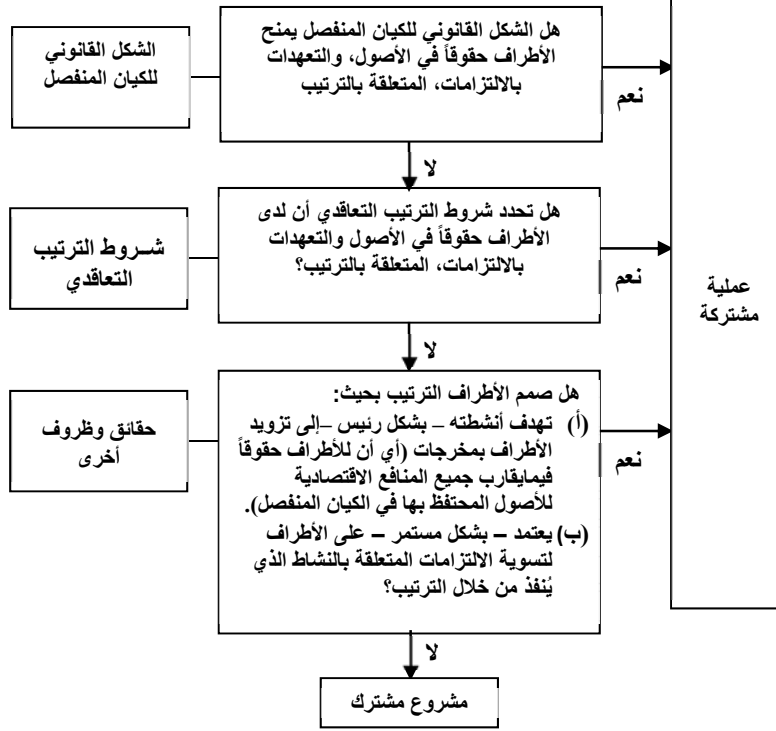 الشكل القانوني
للكيان المنفصل
هل الشكل القانوني للكيان المنفصل يمنح
الأطراف حقوقاً في الأصول، والتعهدات
بالالتزامات، المتعلقة بالترتيب
نعم
لا
شــروط الترتيب
التعاقدي
هل تحدد شروط الترتيب التعاقدي أن لدى
الأطراف حقوقاً في الأصول والتعهدات
بالالتزامات، المتعلقة بالترتيب؟
نعم
لا
عملية
مشتركة
حقائق وظروف
أخرى
هل صمم الأطراف الترتيب بحيث:
(أ) تهدف أنشطته – بشكل رئيس –إلى تزويد
الأطراف بمخرجات (أي أن للأطراف حقوقاً
فيمايقارب جميع المنافع الاقتصادية
للأصول المحتفظ بها في الكيان المنفصل).
(ب) يعتمد – بشكل مستمر – على الأطراف
لتسوية الالتزامات المتعلقة بالنشاط الذي
يُنفذ من خلال الترتيب؟
نعم
لا
مشروع مشترك